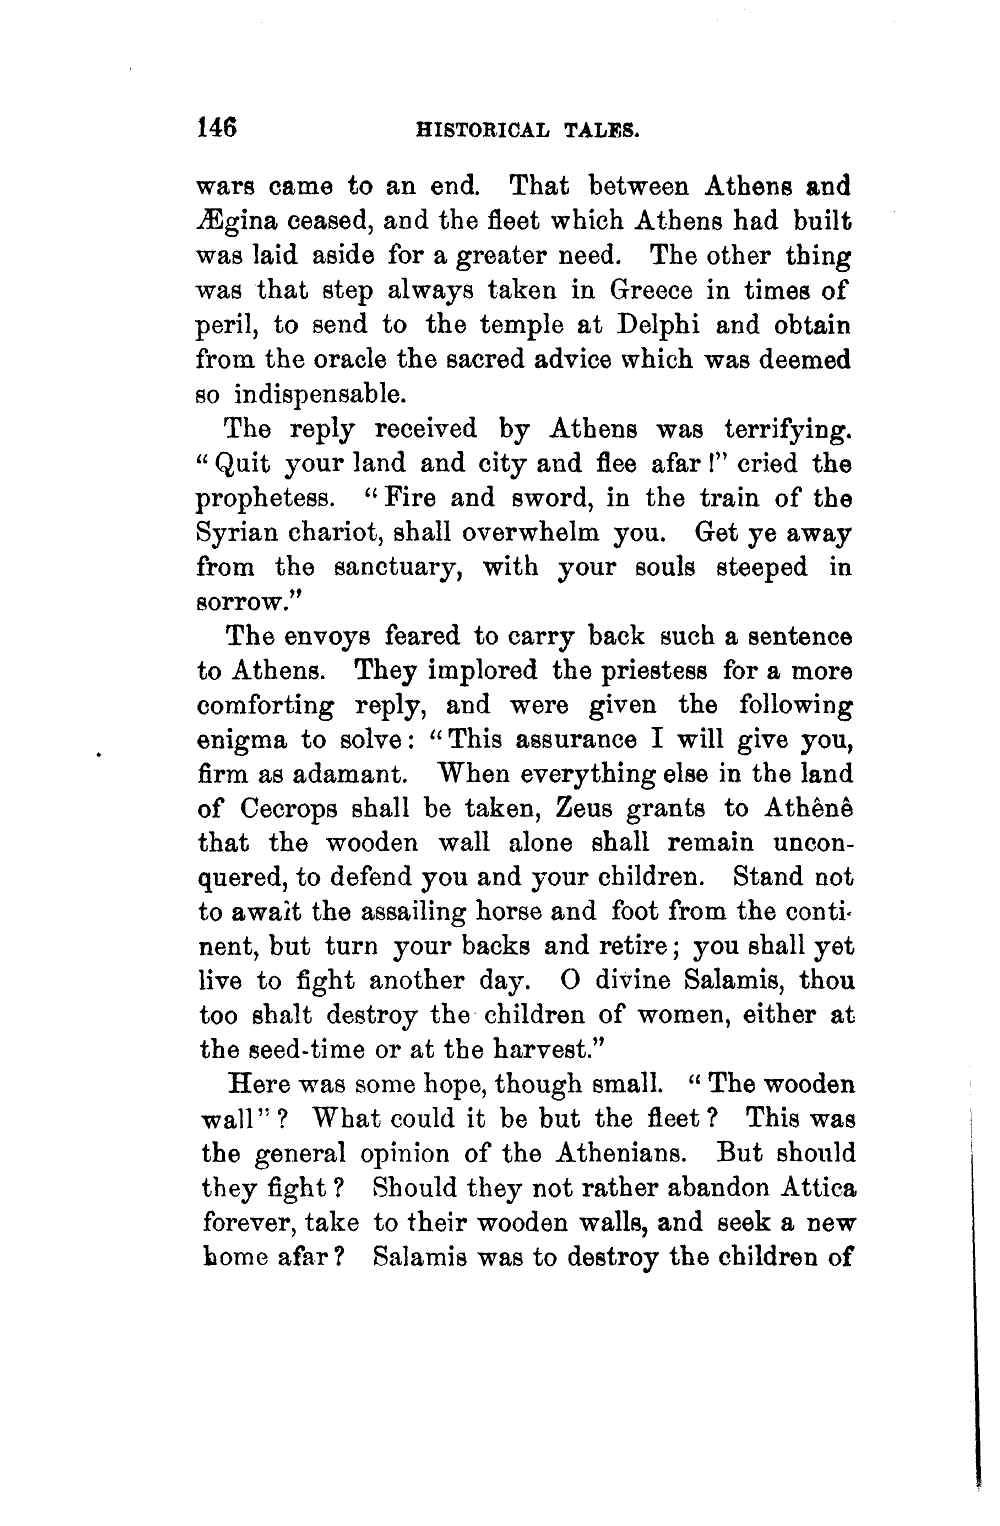 146 HISTORICAL TALES.
wars came to an end. That between Athens and
Ægina ceased, and the fleet which Athens had built
was laid aside for a greater need. The other thing
was that step always taken in Greece in times of
peril, to send to the temple at Delphi and obtain
from the oracle the sacred advice which was deemed
so indispensable.
The reply received by Athens was terrifying.
“Quit your land and city and flee afar!” cried the
prophetess. “Fire and sword, in the train of the
Syrian chariot, shall overwhelm you. Get ye away
from the sanctuary, with your souls steeped in
sorrow.”
The envoys feared to carry back such a sentence
to Athens. They implored the priestess for a more
comforting reply, and were given the following
enigma to solve: “This assurance I will give you,
firm as adamant. When everything else in the land
of Cecrops shall be taken, Zeus grants to Athênê
that the wooden wall alone shall remain uncon-
quered, to defend you and your children. Stand not
to await the assailing horse and foot from the conti-
nent, but turn your backs and retire; you shall yet
live to fight another day. O divine Salamis, thou
too shalt destroy the children of women, either at
the seed-time or at the harvest.”
Here was some hope, though small. “The wooden
wall”? What could it be but the fleet? This was
the general opinion of the Athenians. But should
they fight? Should they not rather abandon Attica
forever, take to their wooden walls, and seek a new
home afar? Salamis was to destroy the children of